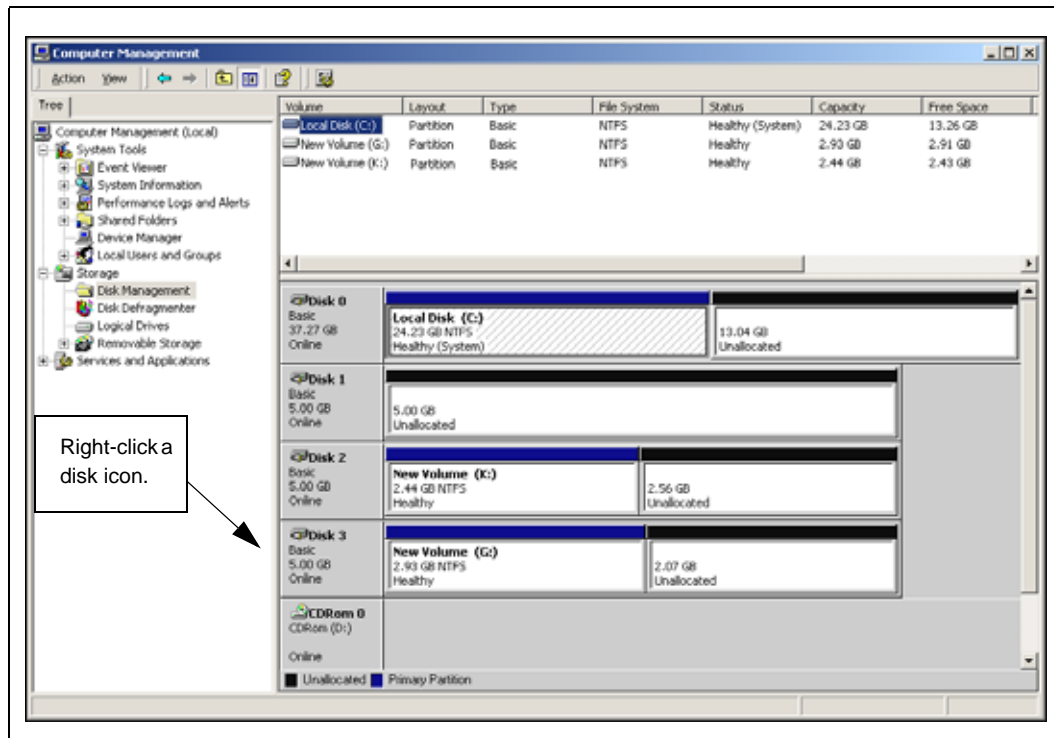 Computer Management
Action View
Tree
Computer Management (Local)
System Tools
Event Viewer
System Information
Performance Logs and Alerts
Shared Folders
Device Manager
Local Users and Groups
Storage
Disk Management
Disk Defragmenter
Logical Drives
Removable Storage
Services and Applications
Right-click a
disk icon.
Volume Layout Type File System Status Capacity Free Space
Local Disk (C:) Partition Basic NTFS Healthy (System) 24.23 GB 13.26 GB
New Volume (G:) Partition Basic NTFS Healthy 2.93 GB 2.91 GB
New Volume (K:) Partition Basic NTFS Healthy 2.44 GB 2.43 GB
Disk 0
Basic
37.27 GB
Online
Local Disk (C:)
24.23 GB NTFS
Healthy (System)
13.04 GB
Unallocated
Disk 1
Basic
5.00 GB
Online
5.00 GB
Unallocated
Disk 2
Basic
5.00 GB
Online
New Volume (K:)
2.44 GB NTFS
Healthy
2.56 GB
Unallocated
Disk 3
Basic
5.00 GB
Online
New Volume (G:)
2.93 GB NTFS
Healthy
2.07 GB
Unallocated
CDRom 0
CDRom (D:)
Online
Unallocated Primary Partition